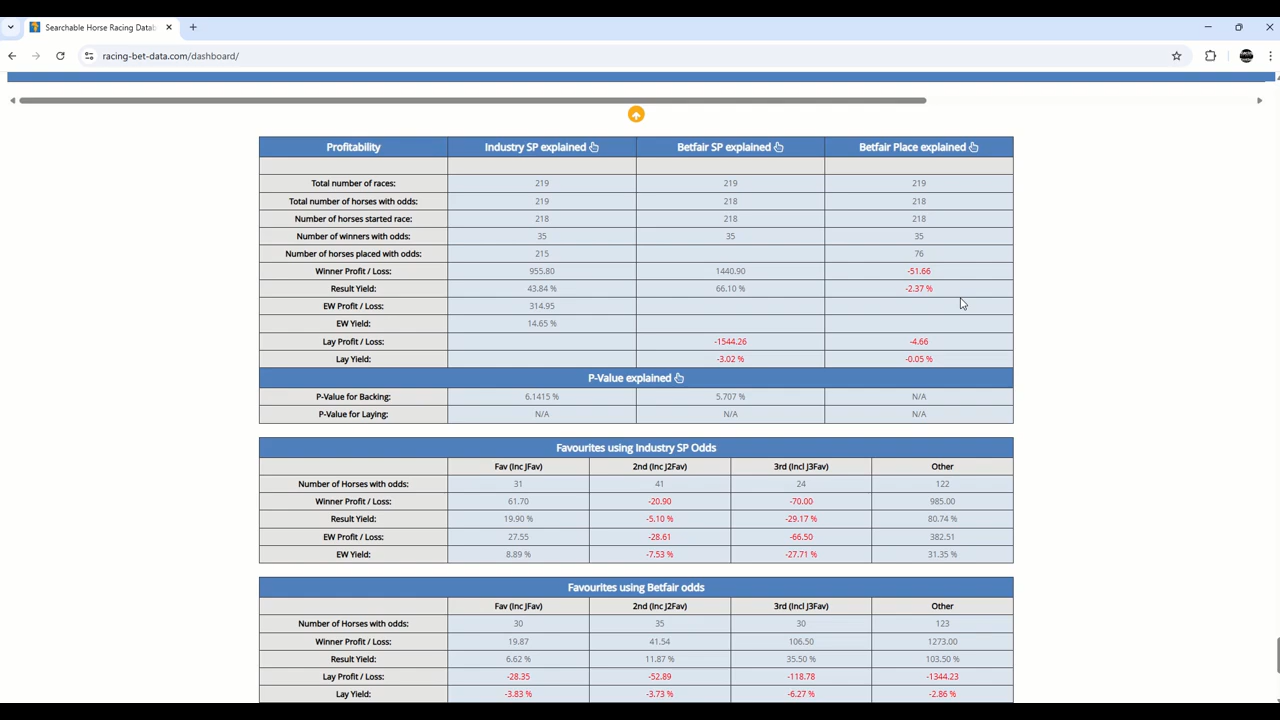 Searchable Horse Racing Datab
racing-bet-data.com/dashboard/
Profitability Industry SP explained Betfair SP explained Betfair Place explained
Total number of races: 219 219 219
Total number of horses with odds: 219 218 218
Number of horses started race: 218 218 218
Number of winners with odds: 35 35 35
Number of horses placed with odds: 215 76
Winner Profit / Loss: 955.80 1440.90 -51.66
Result Yield: 43.84 % 66.10 % -2.37 %
EW Profit / Loss: 314.95
EW Yield: 14.65 %
Lay Profit / Loss: -1544.26 -4.66
Lay Yield: -3.02 % -0.05 %
P-Value explained
P-Value for Backing: 6.1415 % 5.707 % N/A
P-Value for Laying: N/A N/A N/A
Favourites using Industry SP Odds
Fav (Inc JFav) 2nd (Inc J2Fav) 3rd (Incl J3Fav) Other
Number of Horses with odds: 31 41 24 122
Winner Profit / Loss: 61.70 -20.90 -70.00 985.00
Result Yield: 19.90 % -5.10 % -29.17 % 80.74 %
EW Profit / Loss: 27.55 -28.61 -66.50 382.51
EW Yield: 8.89 % -7.53 % -27.71 % 31.35 %
Favourites using Betfair odds
Fav (Inc JFav) 2nd (Inc J2Fav) 3rd (Incl J3Fav) Other
Number of Horses with odds: 30 35 30 123
Winner Profit / Loss: 19.87 41.54 106.50 1273.00
Result Yield: 6.62 % 11.87 % 35.50 % 103.50 %
Lay Profit / Loss: -28.35 -52.89 -118.78 -1344.23
Lay Yield: -3.83 % -3.73 % -6.27 % -2.86 %